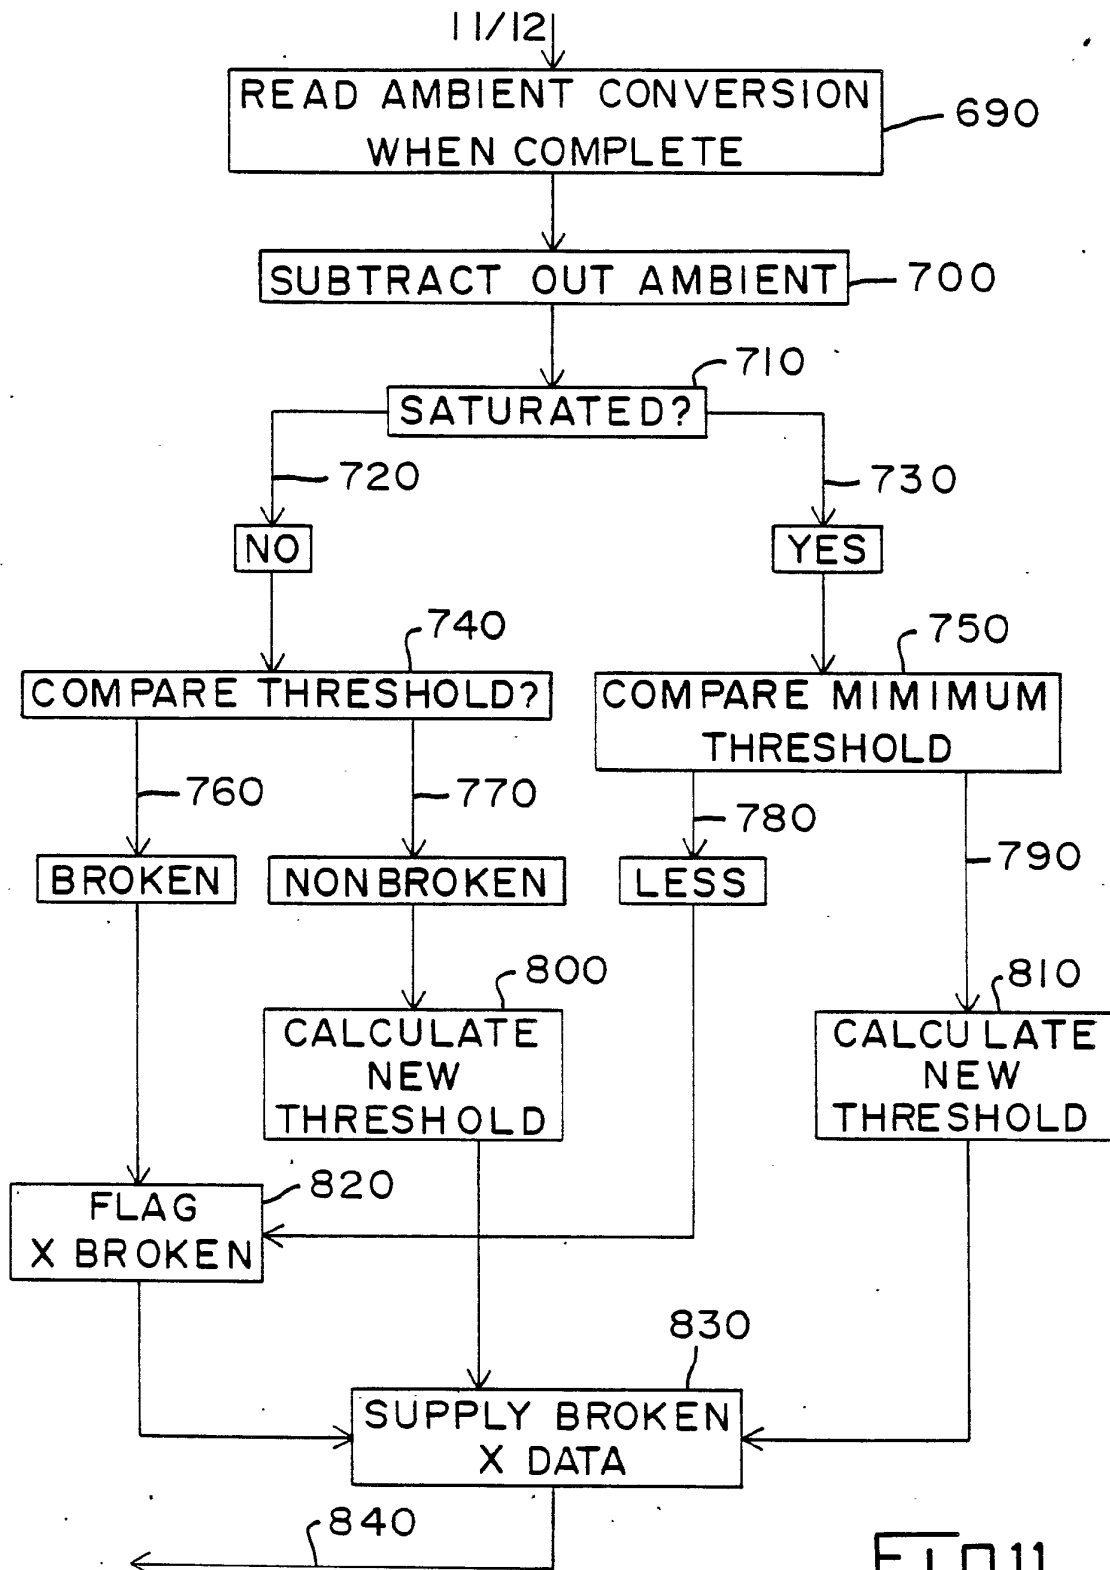 11/12
READ AMBIENT CONVERSION
WHEN COMPLETE
690
SUBTRACT OUT AMBIENT
700
710
SATURATED?
720
730
NO
YES
740
750
COMPARE THRESHOLD?
COMPARE MIMIMUM
THRESHOLD
760
770
780
790
BROKEN
NONBROKEN
LESS
800
810
CALCULATE
NEW
THRESHOLD
CALCULATE
NEW
THRESHOLD
820
FLAG
X BROKEN
830
SUPPLY BROKEN
X DATA
840